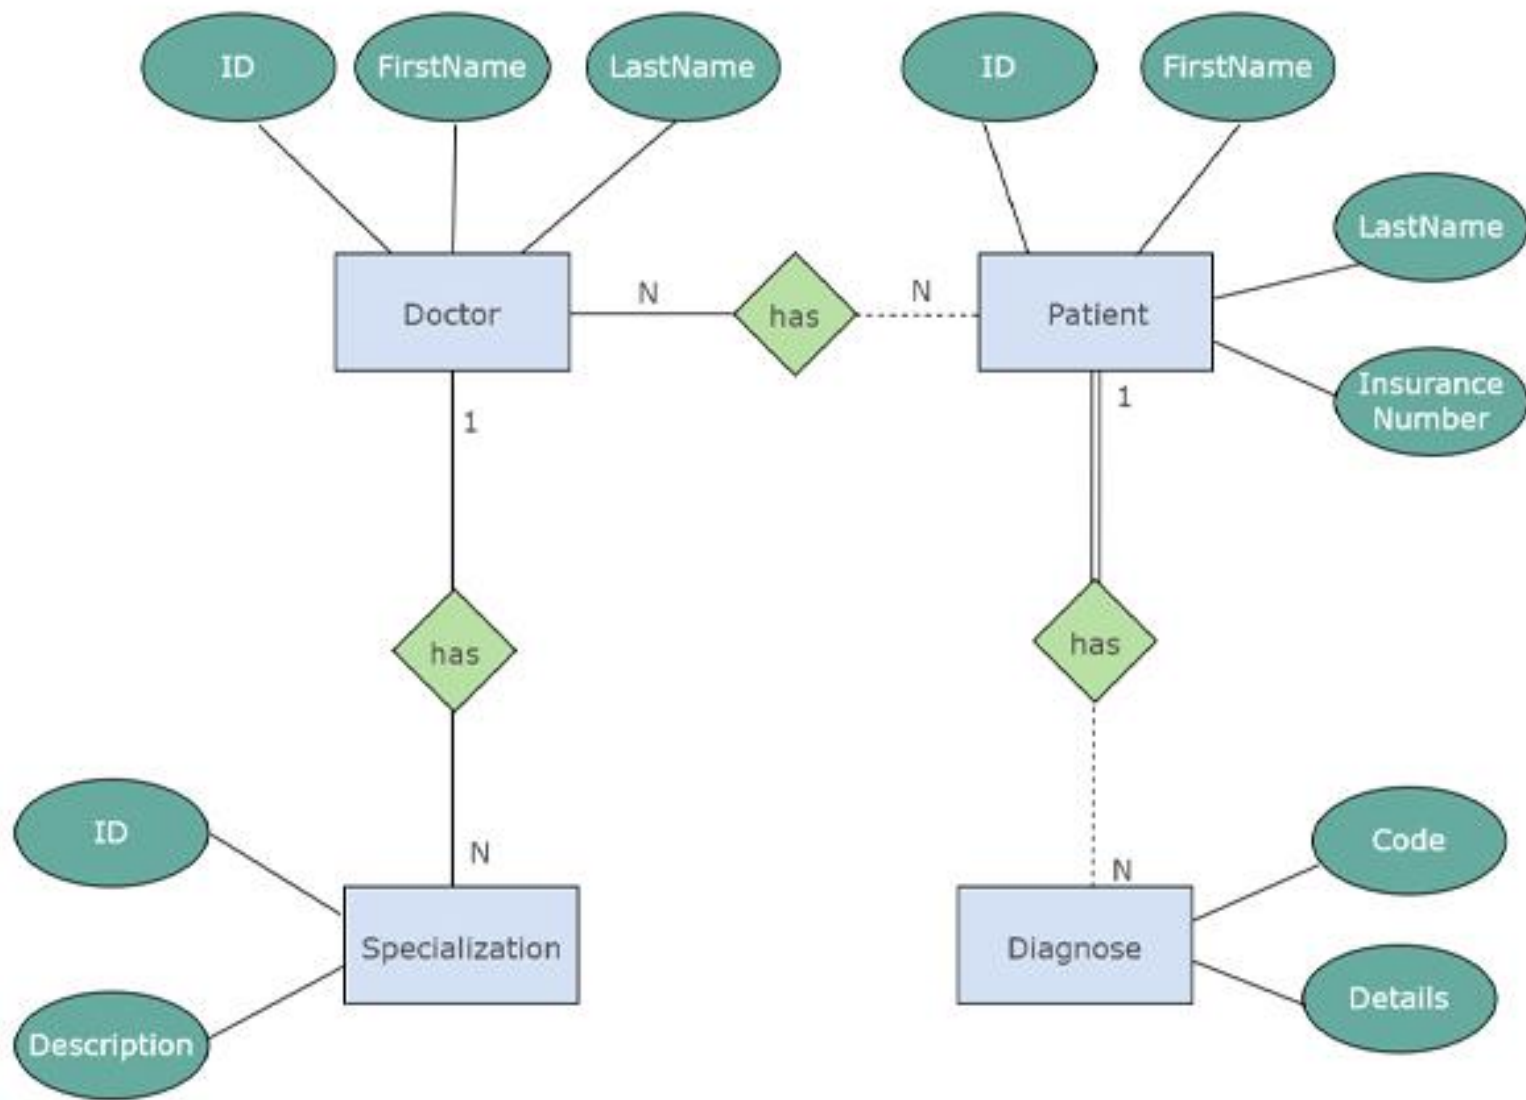 ID
FirstName
LastName
ID
FirstName
LastName
Doctor
N
has
N
Patient
Insurance
Number
1
1
has
has
ID
N
Code
N
Specialization
Diagnose
Description
Details